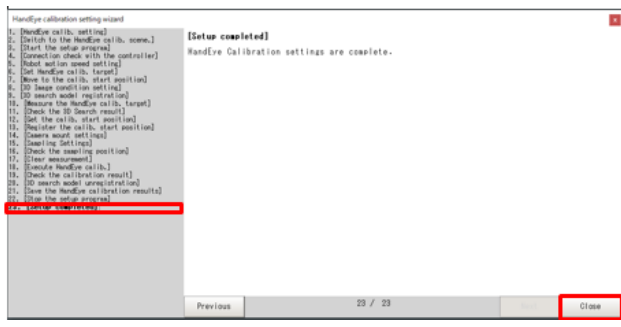 HandEye calibration setting wizard
1. [HandEye calib. setting]
2. [Switch to the HandEye calib. scene.]
3. [Start the setup program]
4. [Connection check with the controller]
5. [Robot motion speed setting]
6. [Set HandEye calib. target]
7. [Move to the calib. start position]
8. [3D Image condition setting]
9. [3D search model registration]
10. [Measure the HandEye calib. target]
11. [Check the 3D Search result]
12. [Set the calib. start position]
13. [Register the calib. start position]
14. [Camera mount settings]
15. [Sampling Settings]
16. [Check the sampling position]
17. [Clear measurement]
18. [Execute HandEye calib.]
19. [Check the calibration result]
20. [3D search model unregistration]
21. [Save the HandEye calibration results]
22. [Stop the setup program]
23. [Setup completed]
[Setup completed]
HandEye Calibration settings are complete.
Previous
23 / 23
Close